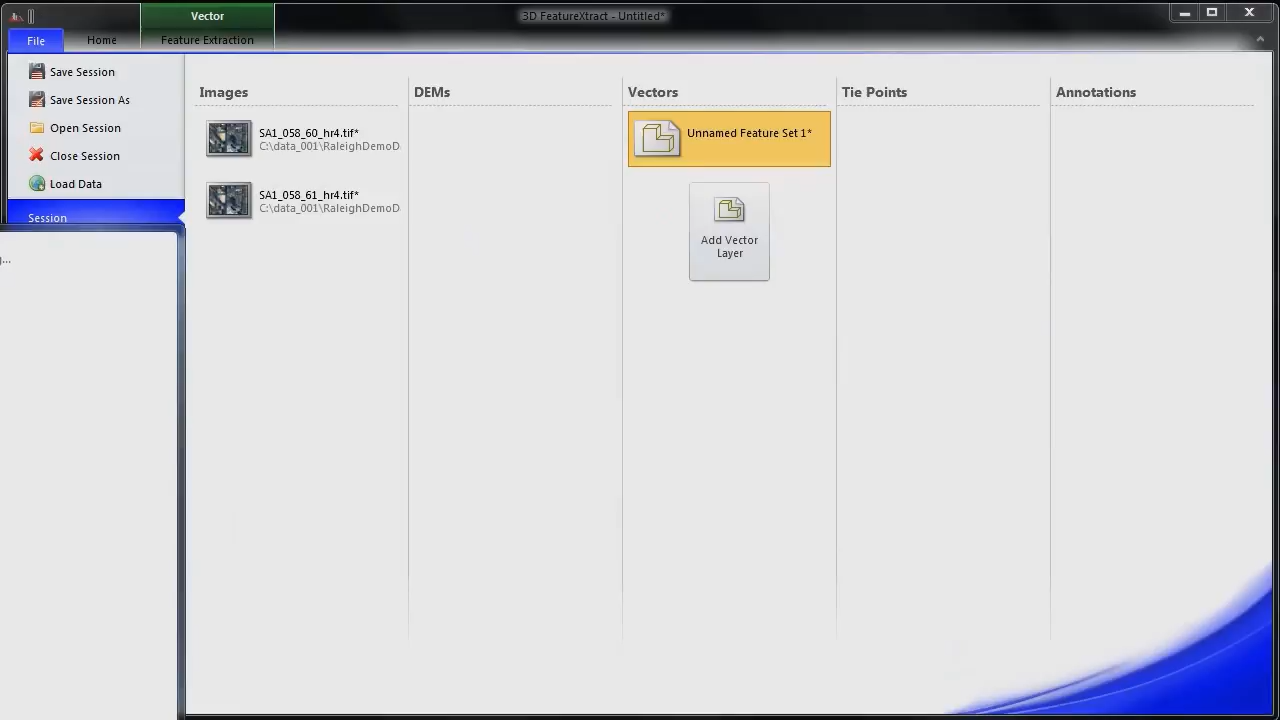 Vector
3D FeatureXtract - Untitled*
File
Home
Feature Extraction
Save Session
Save Session As
Open Session
Close Session
Load Data
Session
Images
SA1_058_60_hr4.tif*
C:\data_001\RaleighDemoD
SA1_058_61_hr4.tif*
C:\data_001\RaleighDemoD
DEMs
Vectors
Unnamed Feature Set 1*
Add Vector
Layer
Tie Points
Annotations